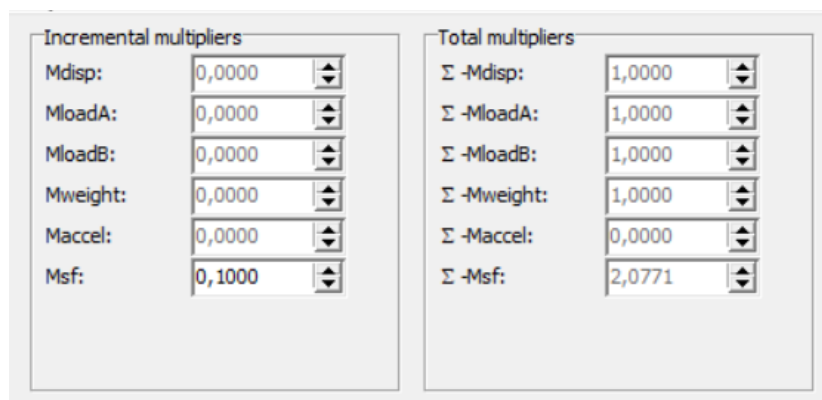 Incremental multipliers
Mdisp: 0,0000
MloadA: 0,0000
MloadB: 0,0000
Mweight: 0,0000
Maccel: 0,0000
Msf: 0,1000
Total multipliers
Σ -Mdisp: 1,0000
Σ -MloadA: 1,0000
Σ -MloadB: 1,0000
Σ -Mweight: 1,0000
Σ -Maccel: 0,0000
Σ -Msf: 2,0771